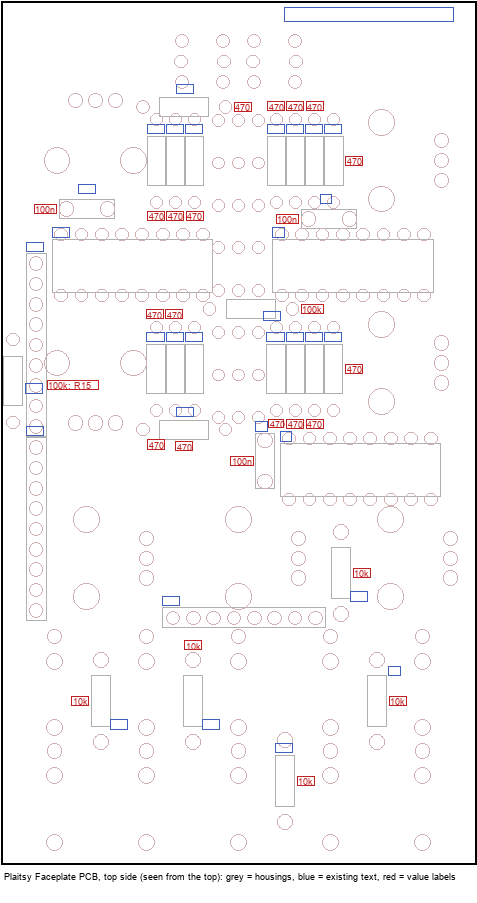 470
470 470 470
470
100n
470 470 470
100n
470 470
100k
470
100k: R15
470 470 470
470 470
100n
10k
10k
10k
10k
10k
Plaitsy Faceplate PCB, top side (seen from the top): grey = housings, blue = existing text, red = value labels